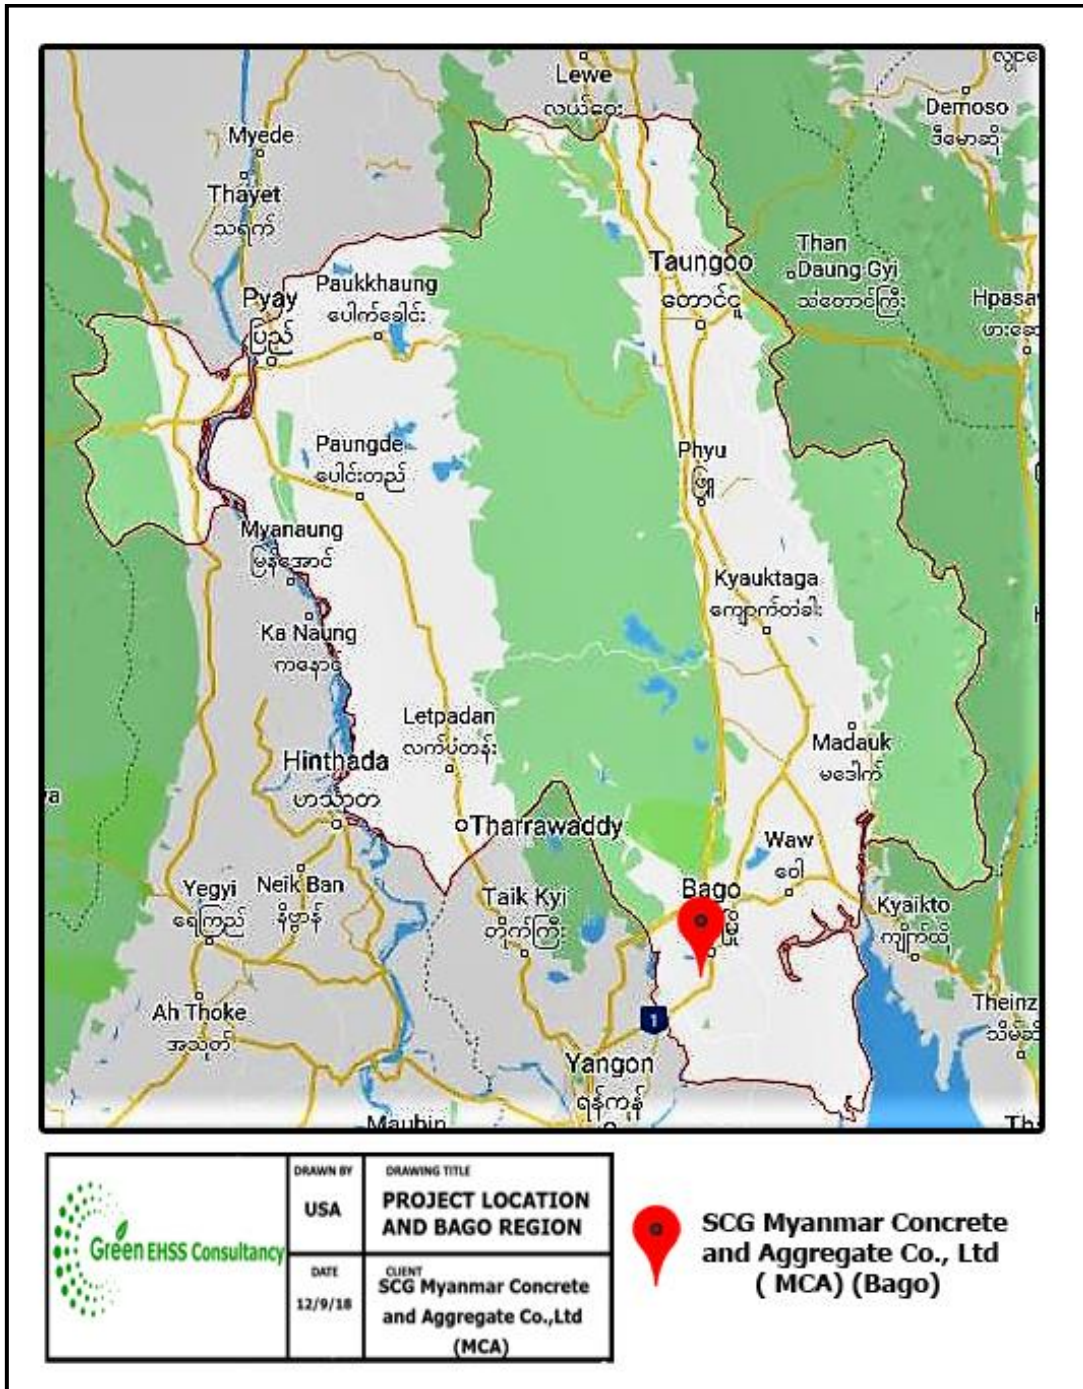 Lewe
လယ်ဝေး
Demoso
ဒီမောဆို
Myede
Thayet
သရက်
Than
Daung Gyi
သံတောင်ကြီး
Taungoo
တောင်ငူ
Paukkhaung
ပေါက်ခေါင်း
Pyay
ပြည်
Paungde
ပေါင်းတည်
Phyu
ဖြူ
Myanaung
မြန်အောင်
Kyauktaga
ကျောက်တံခါး
Ka Naung
ကနောင်
Letpadan
လက်ပံတန်း
Madauk
မဒေါက်
Hinthada
ဟင်္သာတ
Tharrawaddy
Waw
ဝေါ
Yegyi
ရေကြည်
Neik Ban
နိဗ္ဗာန်
Taik Kyi
တိုက်ကြီး
Bago
Kyaikto
ကျိုက်ထို
Ah Thoke
အသုတ်
1
Yangon
ရန်ကုန်
Maubin
Green EHSS Consultancy
DRAWN BY
USA
DRAWING TITLE
PROJECT LOCATION
AND BAGO REGION
DATE
12/9/18
CLIENT
SCG Myanmar Concrete
and Aggregate Co.,Ltd
(MCA)
SCG Myanmar Concrete
and Aggregate Co., Ltd
( MCA) (Bago)